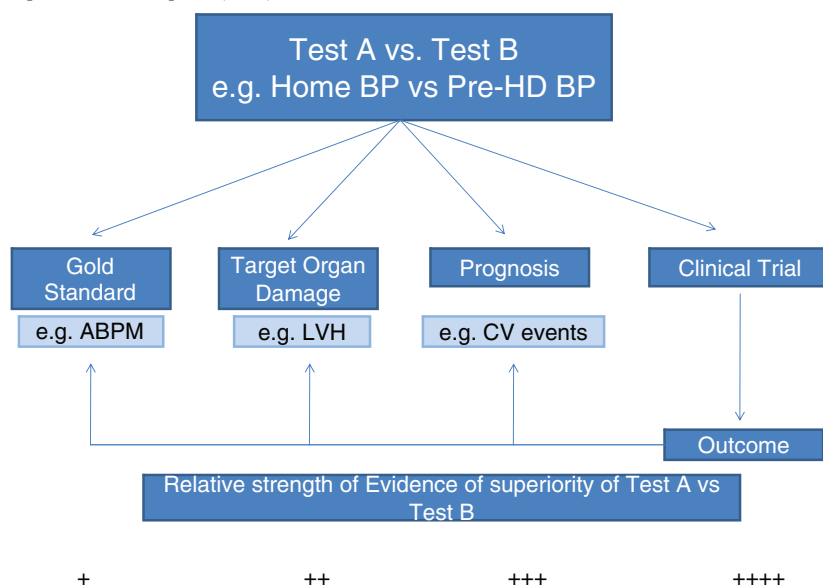 Test A vs. Test B
e.g. Home BP vs Pre-HD BP
Gold
Standard
Target Organ
Damage
Prognosis
Clinical Trial
e.g. ABPM
e.g. LVH
e.g. CV events
Outcome
Relative strength of Evidence of superiority of Test A vs
Test B
+
++
+++
++++